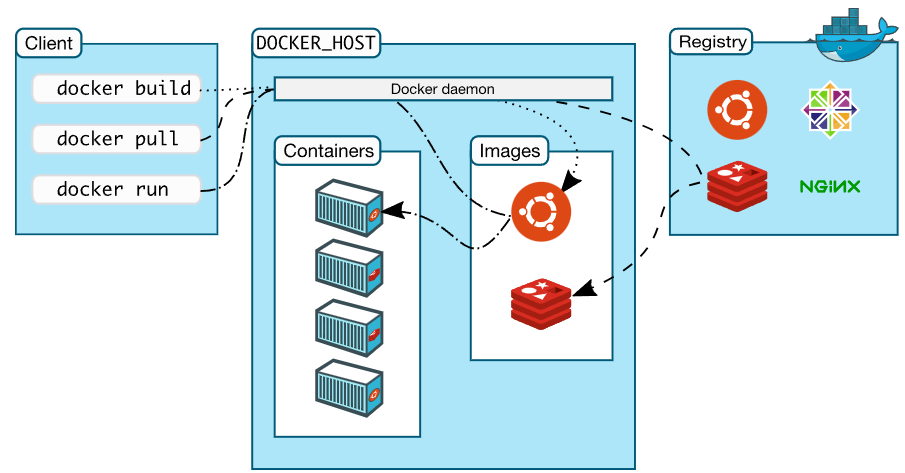 Client
docker build
docker pull
docker run
DOCKER_HOST
Docker daemon
Containers
Images
Registry
NGiNX